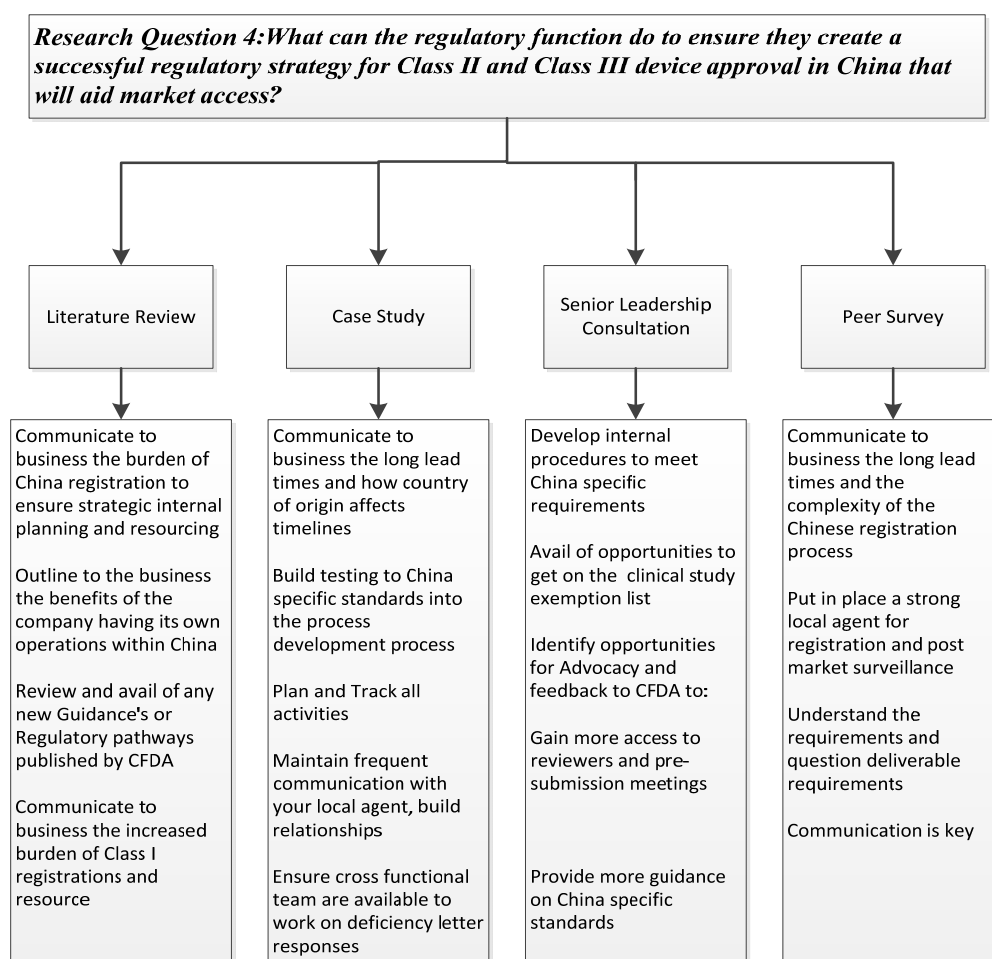 Research Question 4:What can the regulatory function do to ensure they create a
successful regulatory strategy for Class II and Class III device approval in China that
will aid market access?
Literature Review
Case Study
Senior Leadership
Consultation
Peer Survey
Communicate to
business the burden of
China registration to
ensure strategic internal
planning and resourcing
Outline to the business
the benefits of the
company having its own
operations within China
Review and avail of any
new Guidance's or
Regulatory pathways
published by CFDA
Communicate to
business the increased
burden of Class I
registrations and
resource
Communicate to
business the long lead
times and how country
of origin affects
timelines
Build testing to China
specific standards into
the process
development process
Plan and Track all
activities
Maintain frequent
communication with
your local agent, build
relationships
Ensure cross functional
team are available to
work on deficiency letter
responses
Develop internal
procedures to meet
China specific
requirements
Avail of opportunities to
get on the clinical study
exemption list
Identify opportunities
for Advocacy and
feedback to CFDA to:
Gain more access to
reviewers and pre-
submission meetings
Provide more guidance
on China specific
standards
Communicate to
business the long lead
times and the
complexity of the
Chinese registration
process
Put in place a strong
local agent for
registration and post
market surveillance
Understand the
requirements and
question deliverable
requirements
Communication is key